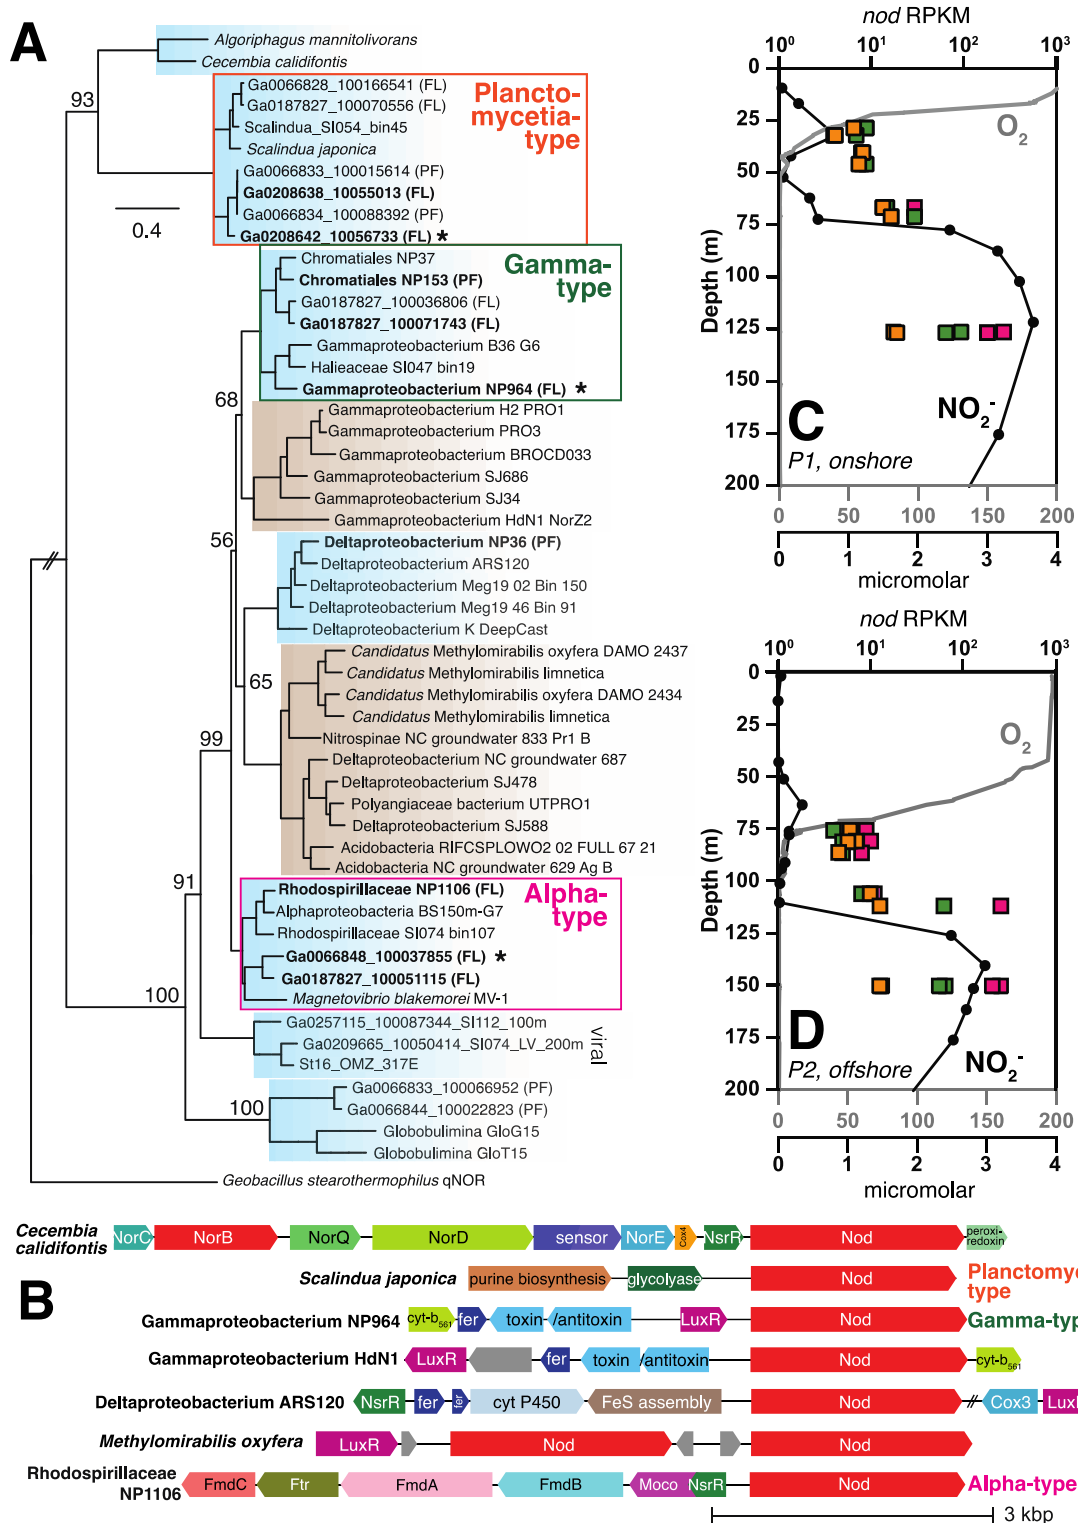 A
Algoriphagus mannitolivorans
Cecembia calidifontis
93
Ga0066828_100166541 (FL)
Ga0187827_100070556 (FL)
Scalindua_SI054_bin45
Scalindua japonica
Ga0066833_100015614 (PF)
Ga0208638_10055013 (FL)
Ga0066834_100088392 (PF)
Ga0208642_10056733 (FL) *
Plancto-
mycetia-
type
0.4
Chromatiales NP37
Chromatiales NP153 (PF)
Ga0187827_100036806 (FL)
Ga0187827_100071743 (FL)
Gammaproteobacterium B36 G6
Halieaceae SI047 bin19
Gammaproteobacterium NP964 (FL) *
Gamma-
type
68
Gammaproteobacterium H2 PRO1
Gammaproteobacterium PRO3
Gammaproteobacterium BROCD033
Gammaproteobacterium SJ686
Gammaproteobacterium SJ34
Gammaproteobacterium HdN1 NorZ2
56
Deltaproteobacterium NP36 (PF)
Deltaproteobacterium ARS120
Deltaproteobacterium Meg19 02 Bin 150
Deltaproteobacterium Meg19 46 Bin 91
Deltaproteobacterium K DeepCast
65
Candidatus Methylomirabilis oxyfera DAMO 2437
Candidatus Methylomirabilis limnetica
Candidatus Methylomirabilis oxyfera DAMO 2434
Candidatus Methylomirabilis limnetica
Nitrospinae NC groundwater 833 Pr1 B
Deltaproteobacterium NC groundwater 687
Deltaproteobacterium SJ478
Polyangiaceae bacterium UTPRO1
Deltaproteobacterium SJ588
Acidobacteria RIFCSPLOWO2 02 FULL 67 21
Acidobacteria NC groundwater 629 Ag B
99
91
Rhodospirillaceae NP1106 (FL)
Alphaproteobacteria BS150m-G7
Rhodospirillaceae SI074 bin107
Ga0066848_100037855 (FL) *
Ga0187827_100051115 (FL)
Magnetovibrio blakemorei MV-1
Alpha-
type
100
Ga0257115_100087344_SI112_100m
Ga0209665_10050414_SI074_LV_200m
St16_OMZ_317E
viral
100
Ga0066833_100066952 (PF)
Ga0066844_100022823 (PF)
Globobulimina GloG15
Globobulimina GloT15
Geobacillus stearothermophilus qNOR
nod RPKM
10⁰ 10¹ 10² 10³
0
25
50
75
100
125
150
175
200
Depth (m)
O₂
NO₂⁻
C
P1, onshore
0 50 100 150 200
0 1 2 3 4
micromolar
nod RPKM
10⁰ 10¹ 10² 10³
0
25
50
75
100
125
150
175
200
Depth (m)
O₂
NO₂⁻
D
P2, offshore
0 50 100 150 200
0 1 2 3 4
micromolar
B
Cecembia
calidifontis
NorC NorB NorQ NorD sensor NorE Cox4 NsrR Nod peroxi-
redoxin
Scalindua japonica purine biosynthesis glycolyase Nod Planctomyc
type
Gammaproteobacterium NP964 cyt-b₅₆₁ fer toxin /antitoxin LuxR Nod Gamma-typ
Gammaproteobacterium HdN1 LuxR fer toxin /antitoxin Nod cyt-b₅₆₁
Deltaproteobacterium ARS120 NsrR fer fer cyt P450 FeS assembly Nod Cox3 LuxR
Methylomirabilis oxyfera LuxR Nod Nod
Rhodospirillaceae
NP1106
FmdC Ftr FmdA FmdB Moco NsrR Nod Alpha-type
3 kbp